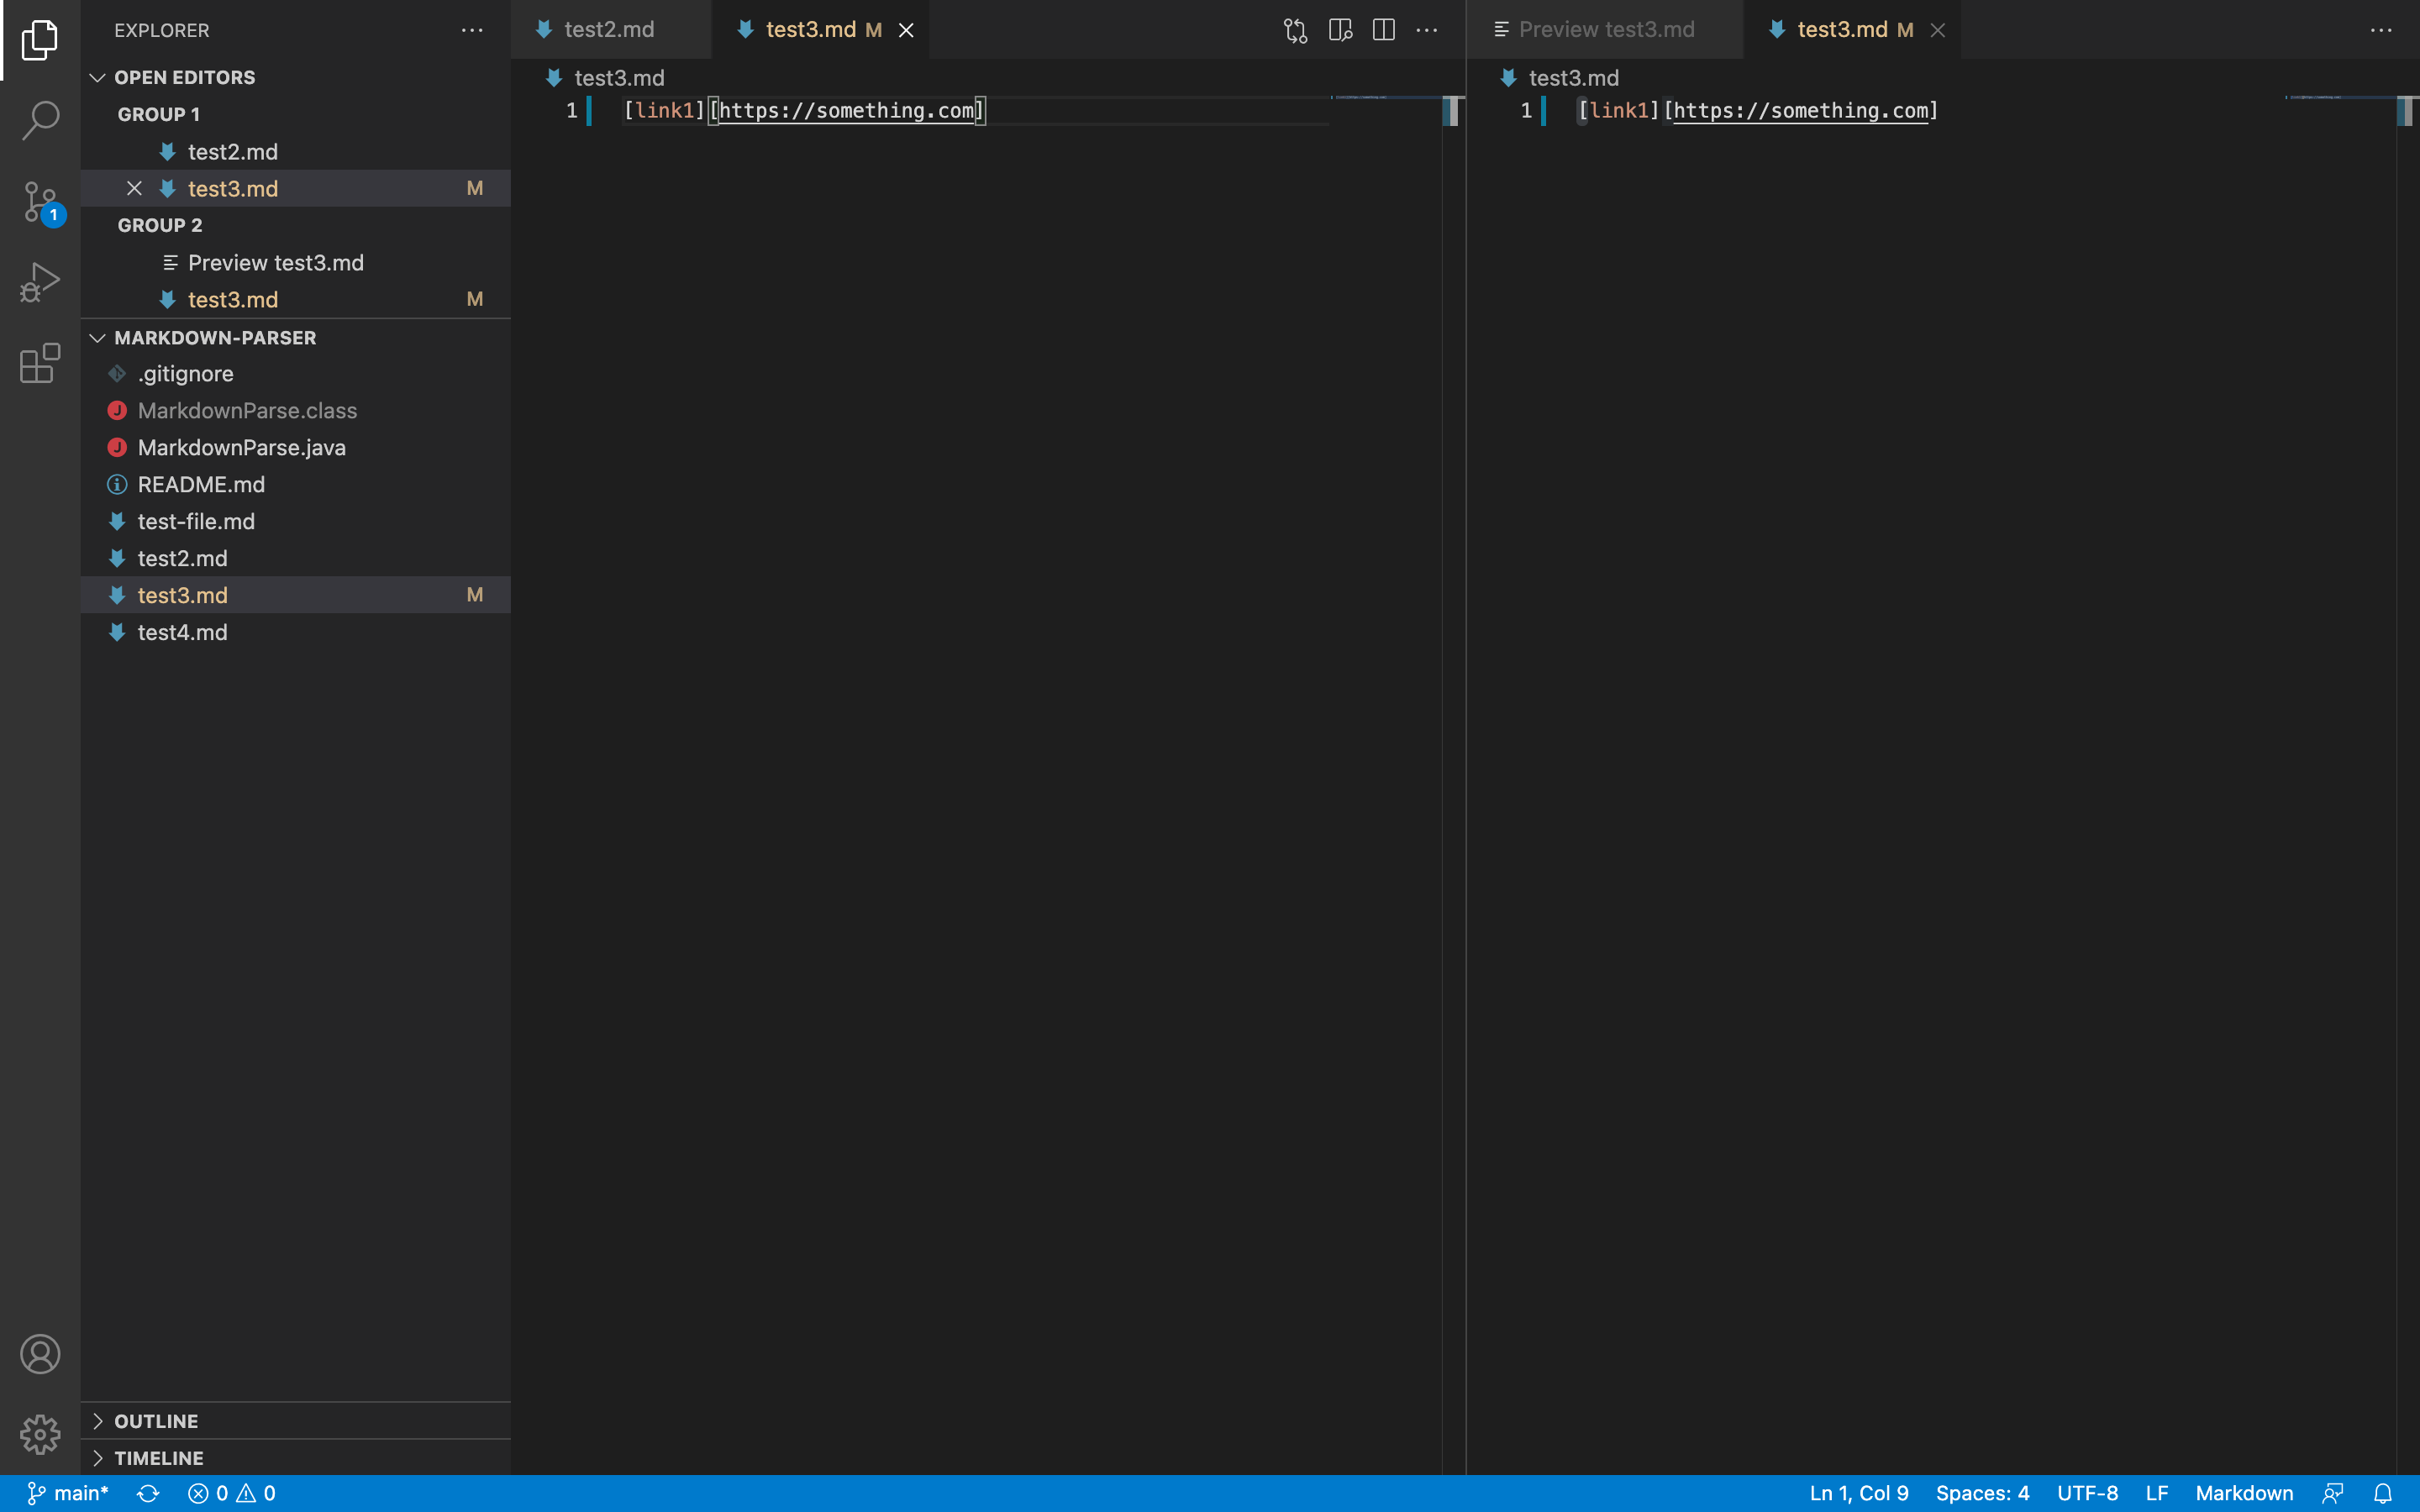 EXPLORER
OPEN EDITORS
GROUP 1
test2.md
test3.md M
GROUP 2
Preview test3.md
test3.md M
MARKDOWN-PARSER
.gitignore
J MarkdownParse.class
J MarkdownParse.java
README.md
test-file.md
test2.md
test3.md M
test4.md
OUTLINE
TIMELINE
1
test2.md
test3.md M
test3.md
1 [link1][https://something.com]
Preview test3.md
test3.md M
test3.md
1 [link1][https://something.com]
main* 0 0
Ln 1, Col 9 Spaces: 4 UTF-8 LF Markdown